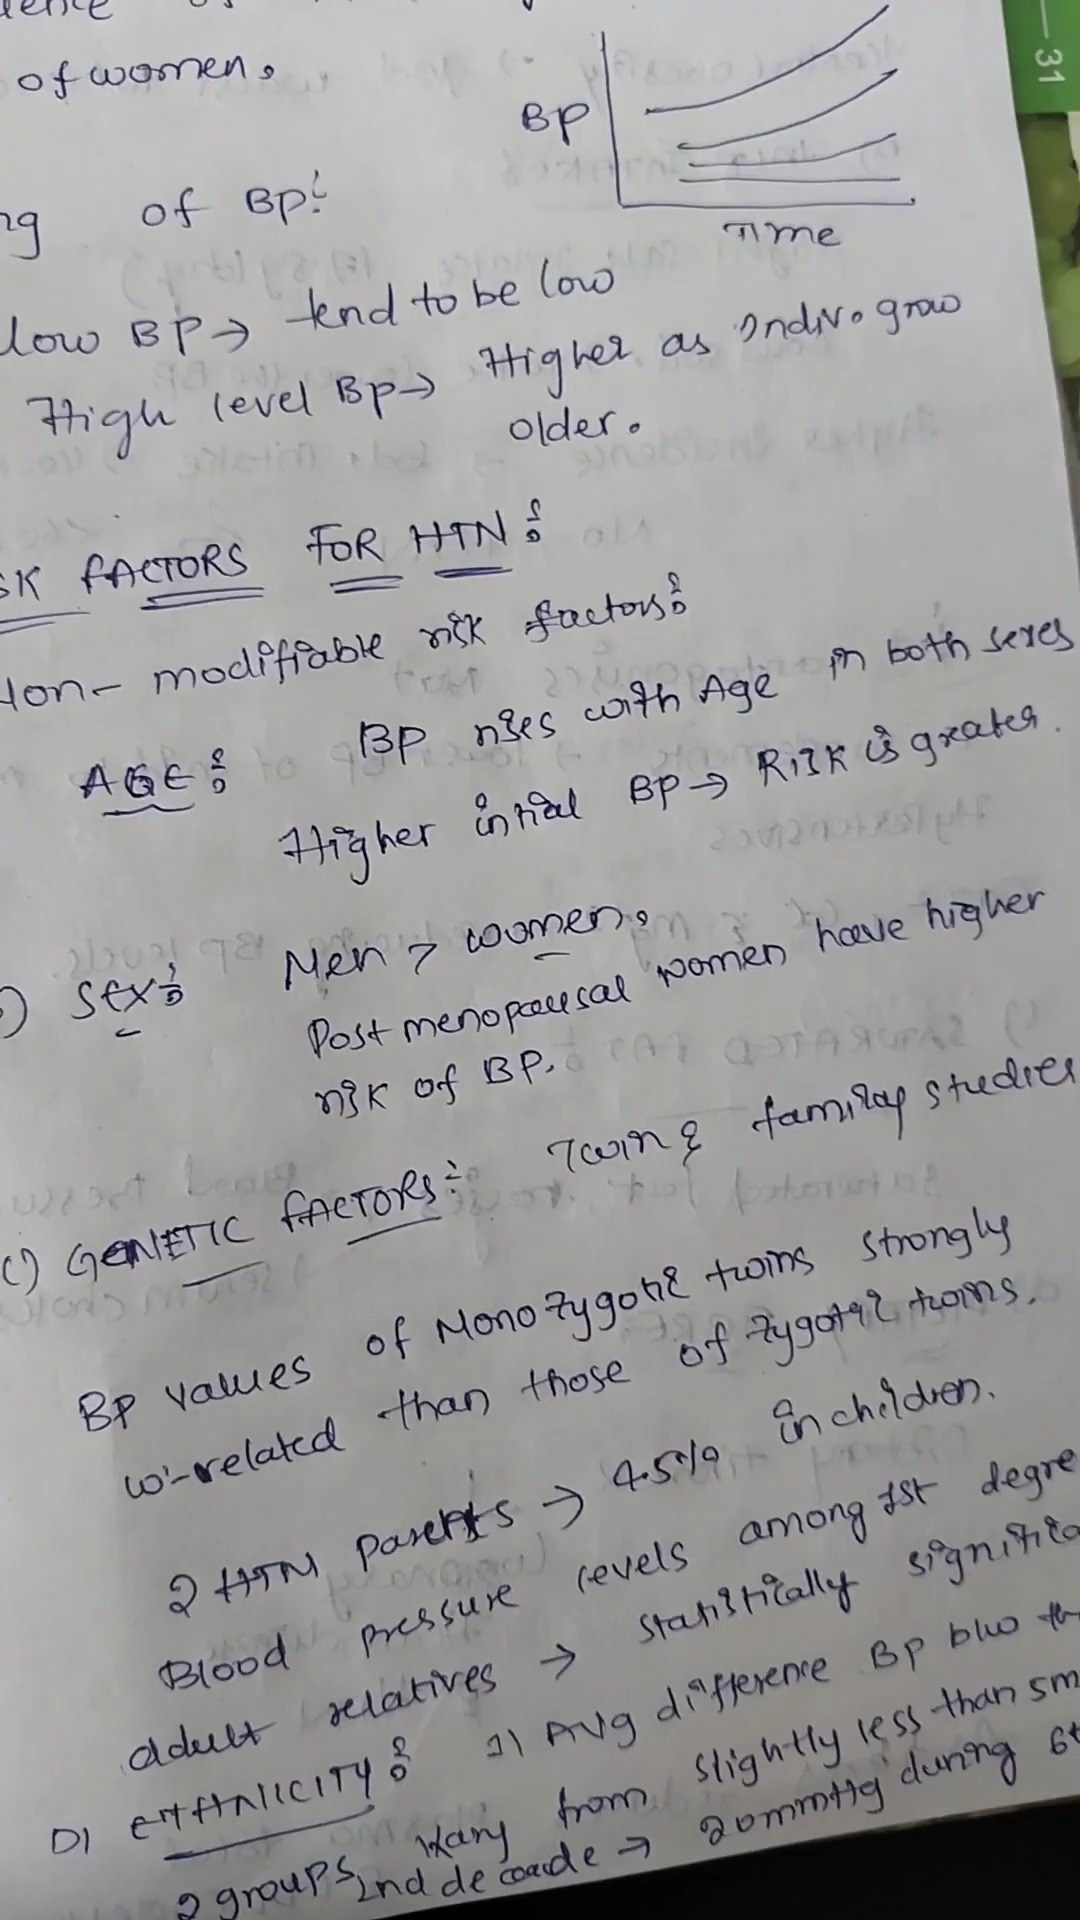 of women.
BP
Time
31
of BP:
low BP → tend to be low
High level BP → Higher as Indiv. grow
older.
FACTORS FOR HTN:
Non-modifiable risk factors:
AGE: BP rises with Age in both sexes
Higher initial BP → Risk is greater.
Sex: Men > women.
Post menopausal women have higher
risk of BP.
C) GENETIC FACTORS: Twin & family studies
BP values of Monozygotic twins strongly
co-related than those of zygotic twins.
2 HTN parents → 45% in children.
Blood pressure levels among 1st
adult relatives → statistically
D) ETHNICITY: 1) Avg difference BP b/w
2 groups vary from slightly less than
2nd decade → 20mmHg during